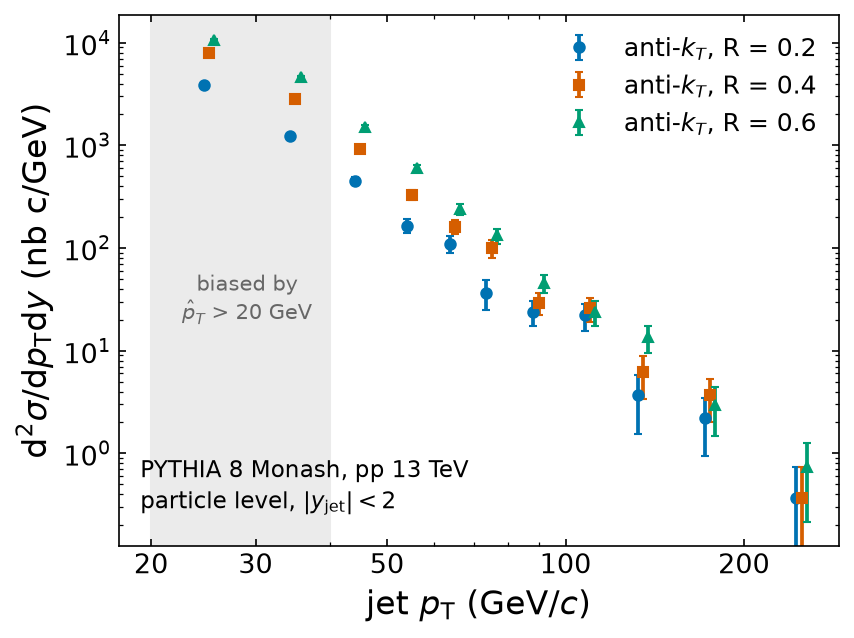 d²σ/dp_Tdy (nb c/GeV)
10⁴
10³
10²
10¹
10⁰
anti-k_T, R = 0.2
anti-k_T, R = 0.4
anti-k_T, R = 0.6
biased by
p̂_T > 20 GeV
PYTHIA 8 Monash, pp 13 TeV
particle level, |y_jet| < 2
20 30 50 100 200
jet p_T (GeV/c)